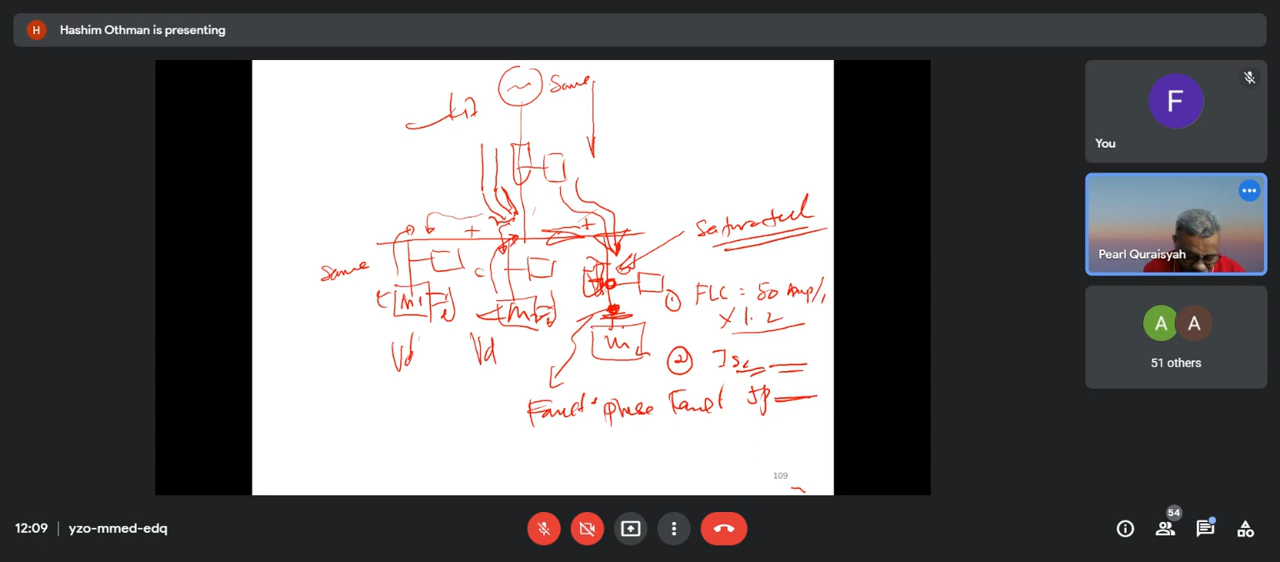 H Hashim Othman is presenting
Same
+
+
Saturated
Same
M1
① FLC = 50 Amp
× 1.2
Vd
Vd
② Isc
Fault phase Fault
109
F
You
Pearl Quraisyah
A A
51 others
12:09 | yzo-mmed-edq
54